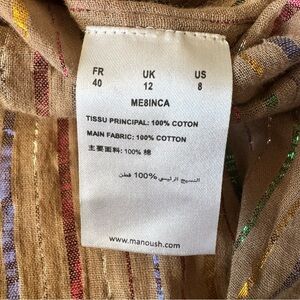 FR UK US
40 12 8
ME8INCA
TISSU PRINCIPAL: 100% COTON
MAIN FABRIC: 100% COTTON
主要面料: 100% 棉
النسيج الرئيسي %100 قطن
www.manoush.com